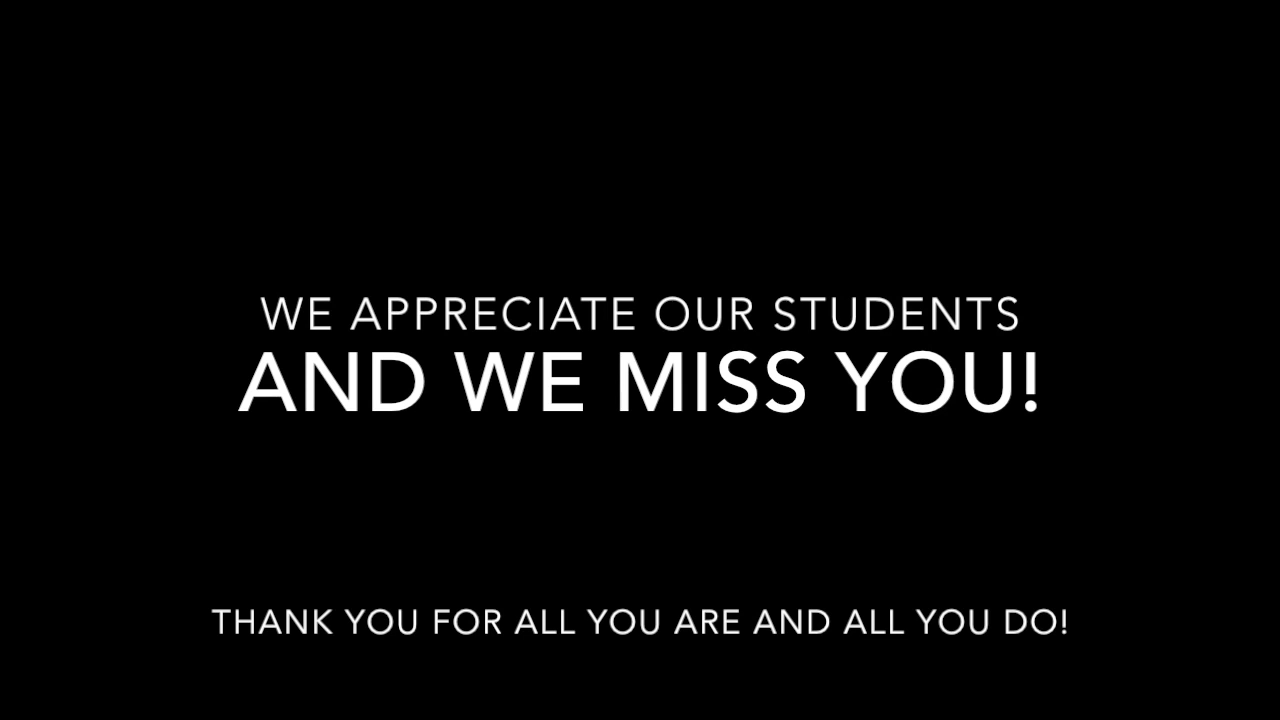 WE APPRECIATE OUR STUDENTS
AND WE MISS YOU!
THANK YOU FOR ALL YOU ARE AND ALL YOU DO!